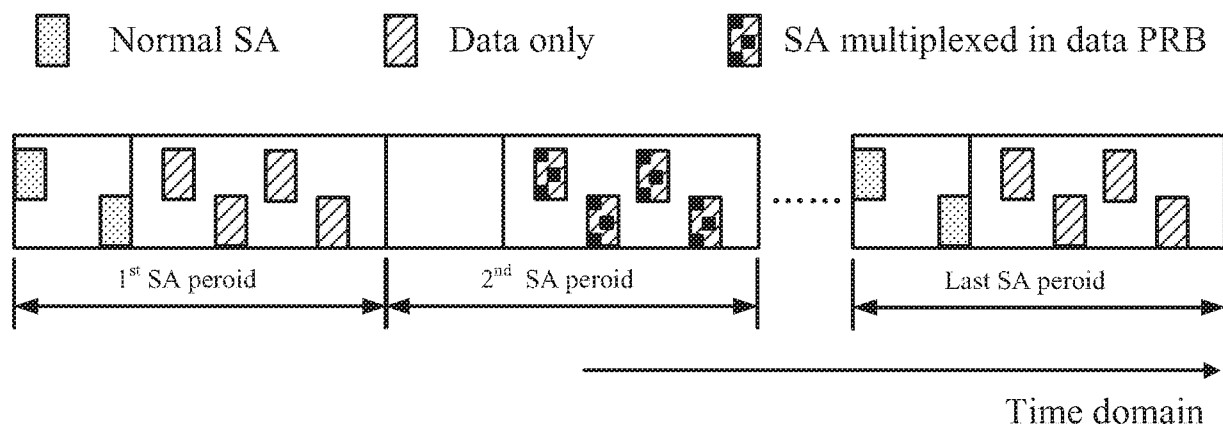 Normal SA
Data only
SA multiplexed in data PRB
1st SA peroid
2nd SA peroid
Last SA peroid
Time domain